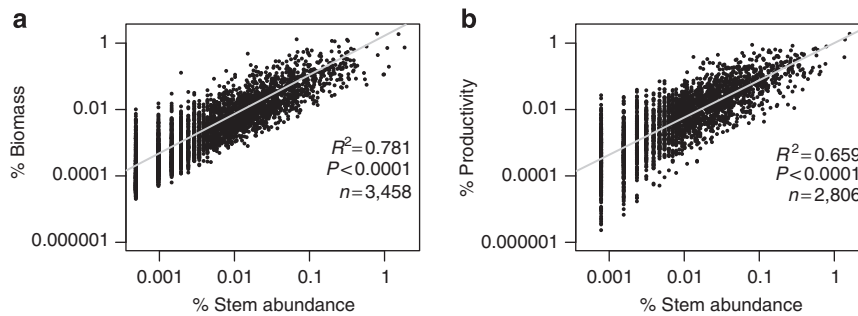 a
% Biomass
1
0.01
0.0001
0.000001
R²=0.781
P<0.0001
n=3,458
0.001 0.01 0.1 1
% Stem abundance
b
% Productivity
1
0.01
0.0001
0.000001
R²=0.659
P<0.0001
n=2,806
0.001 0.01 0.1 1
% Stem abundance